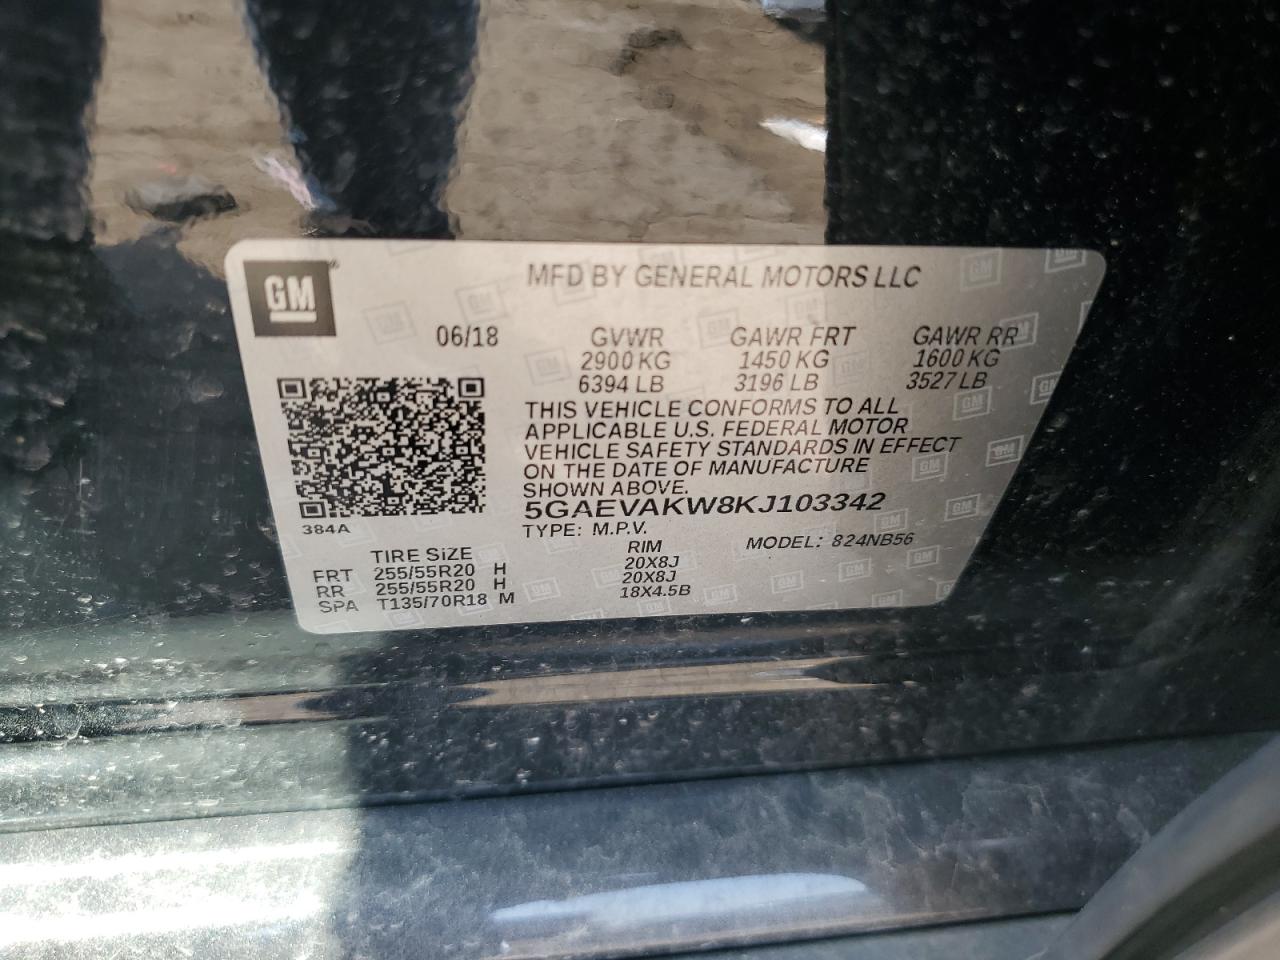 GM
MFD BY GENERAL MOTORS LLC
06/18 GVWR GAWR FRT GAWR RR
2900 KG 1450 KG 1600 KG
6394 LB 3196 LB 3527 LB
THIS VEHICLE CONFORMS TO ALL
APPLICABLE U.S. FEDERAL MOTOR
VEHICLE SAFETY STANDARDS IN EFFECT
ON THE DATE OF MANUFACTURE
SHOWN ABOVE.
5GAEVAKW8KJ103342
384A
TYPE: M.P.V.
TIRE SiZE RIM MODEL: 824NB56
FRT 255/55R20 H 20X8J
RR 255/55R20 H 20X8J
SPA T135/70R18 M 18X4.5B